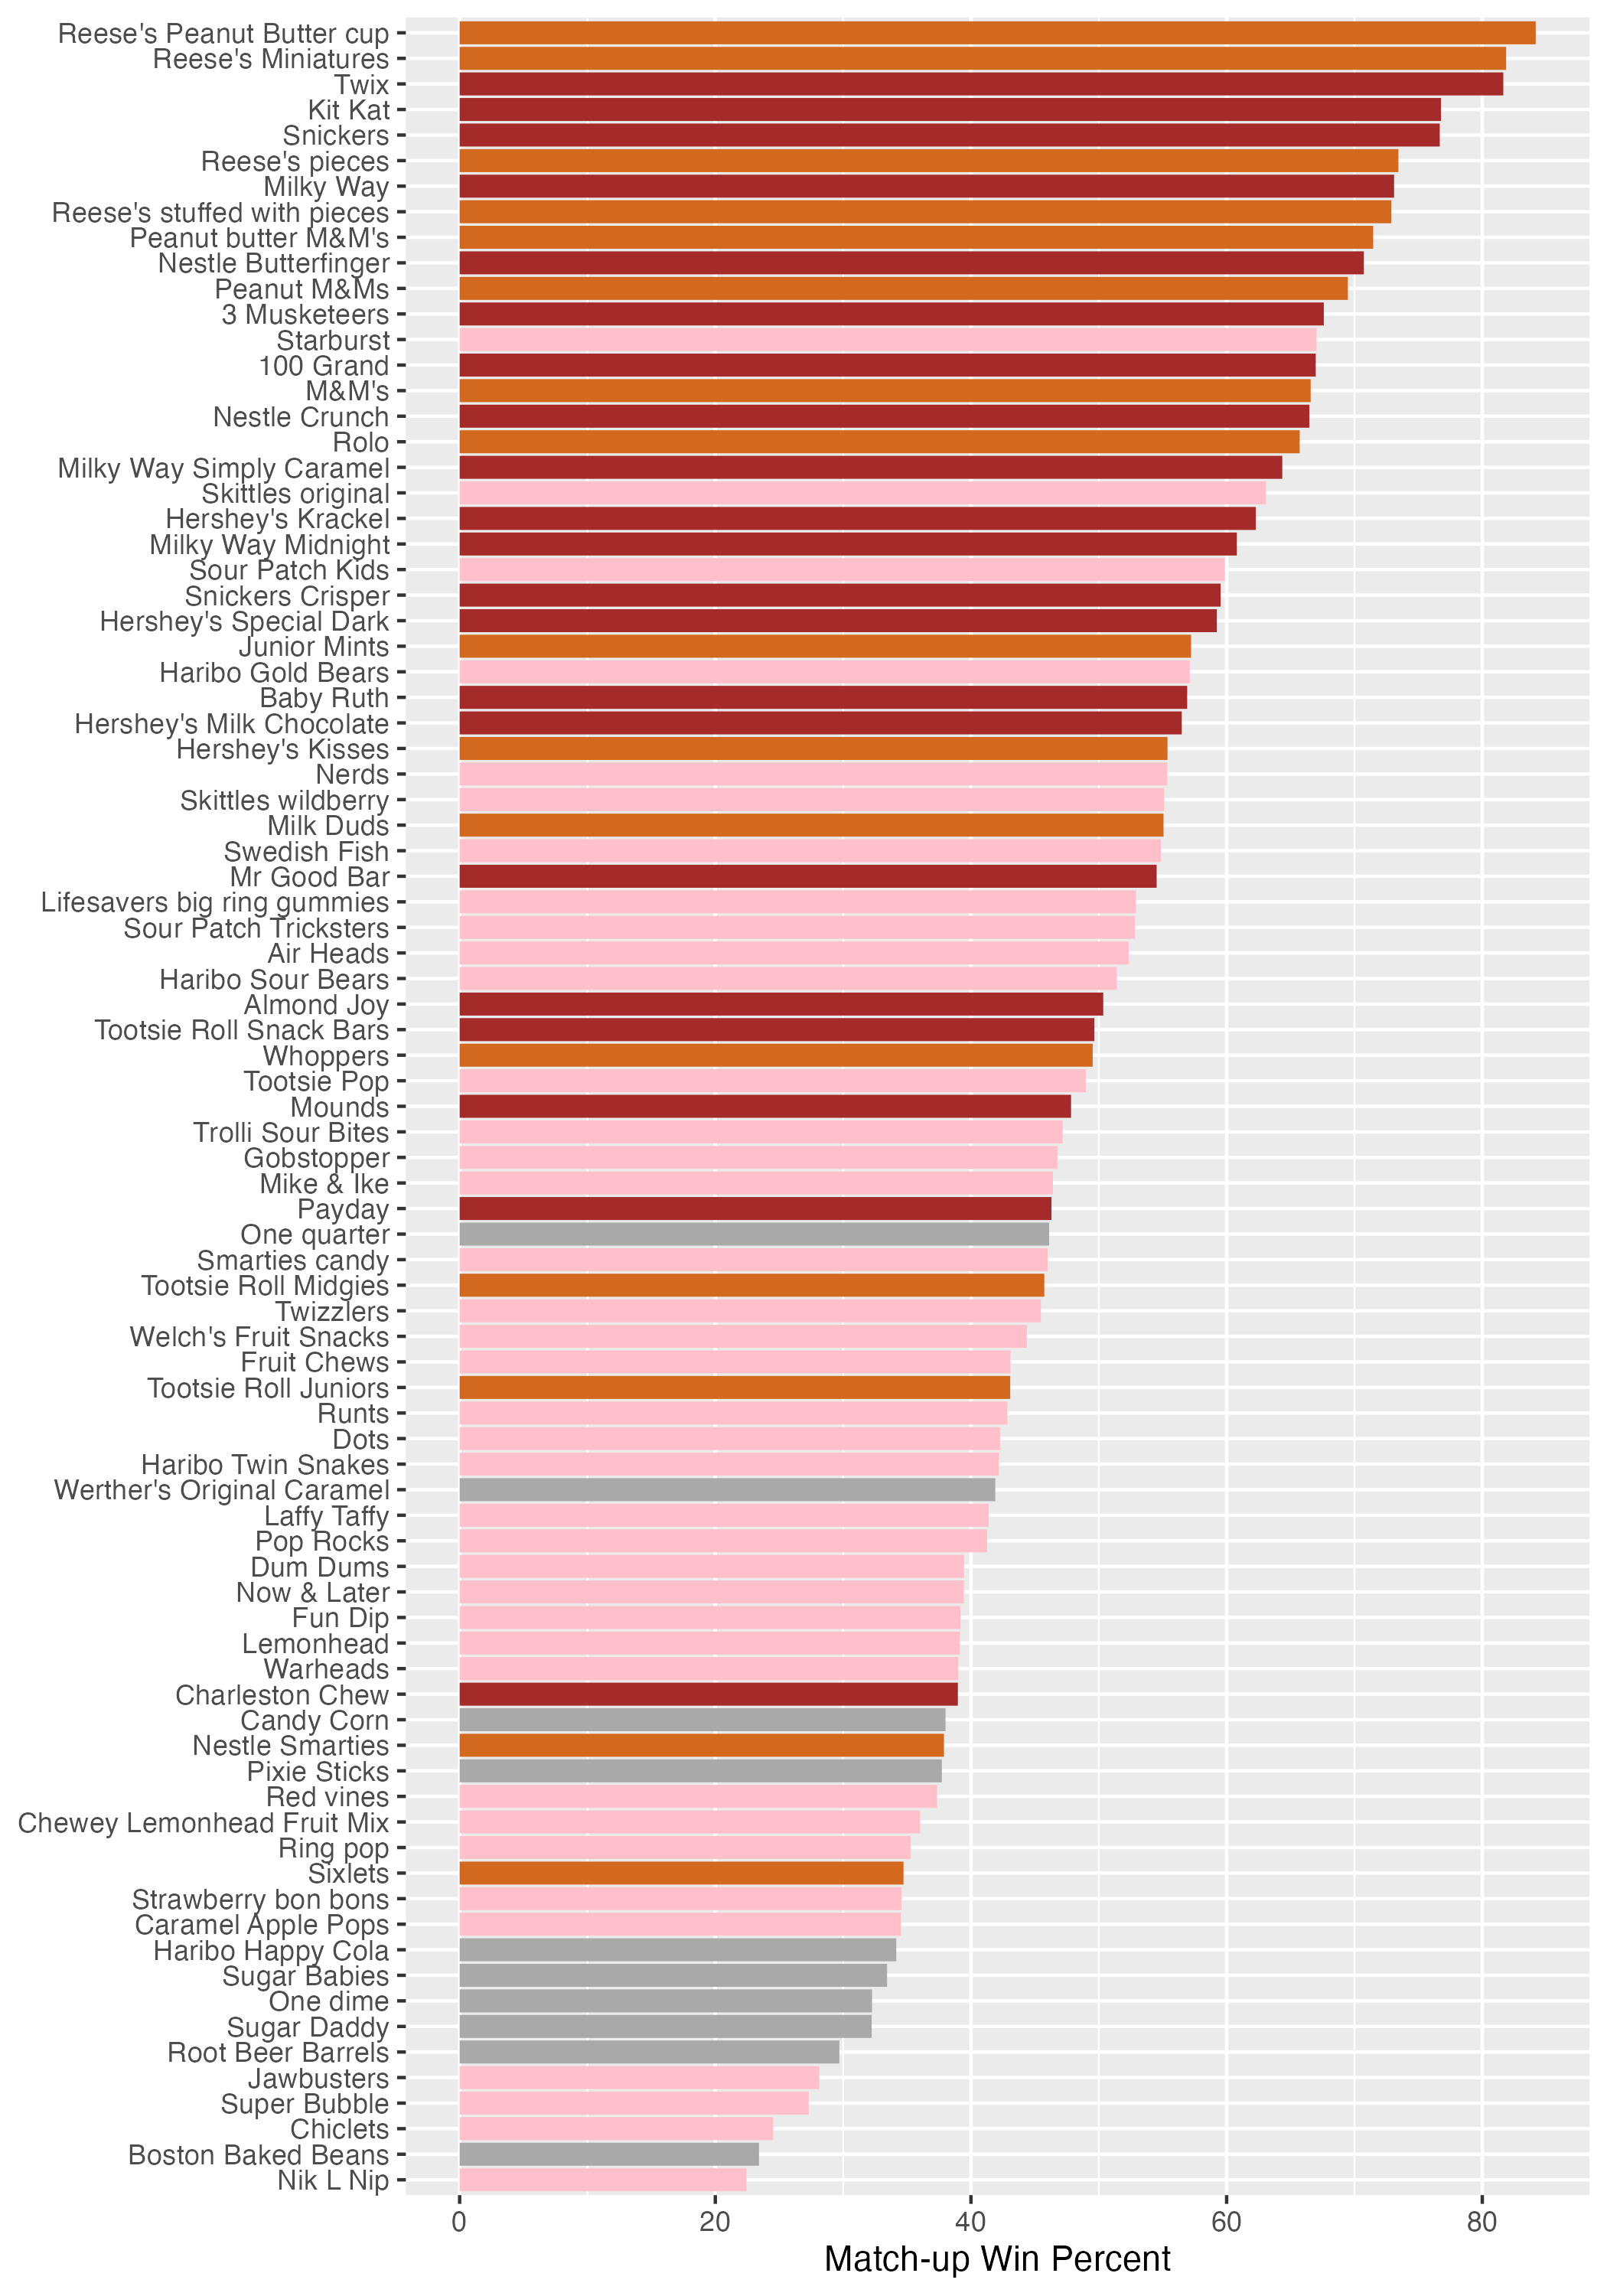 Reese's Peanut Butter cup
Reese's Miniatures
Twix
Kit Kat
Snickers
Reese's pieces
Milky Way
Reese's stuffed with pieces
Peanut butter M&M's
Nestle Butterfinger
Peanut M&Ms
3 Musketeers
Starburst
100 Grand
M&M's
Nestle Crunch
Rolo
Milky Way Simply Caramel
Skittles original
Hershey's Krackel
Milky Way Midnight
Sour Patch Kids
Snickers Crisper
Hershey's Special Dark
Junior Mints
Haribo Gold Bears
Baby Ruth
Hershey's Milk Chocolate
Hershey's Kisses
Nerds
Skittles wildberry
Milk Duds
Swedish Fish
Mr Good Bar
Lifesavers big ring gummies
Sour Patch Tricksters
Air Heads
Haribo Sour Bears
Almond Joy
Tootsie Roll Snack Bars
Whoppers
Tootsie Pop
Mounds
Trolli Sour Bites
Gobstopper
Mike & Ike
Payday
One quarter
Smarties candy
Tootsie Roll Midgies
Twizzlers
Welch's Fruit Snacks
Fruit Chews
Tootsie Roll Juniors
Runts
Dots
Haribo Twin Snakes
Werther's Original Caramel
Laffy Taffy
Pop Rocks
Dum Dums
Now & Later
Fun Dip
Lemonhead
Warheads
Charleston Chew
Candy Corn
Nestle Smarties
Pixie Sticks
Red vines
Chewey Lemonhead Fruit Mix
Ring pop
Sixlets
Strawberry bon bons
Caramel Apple Pops
Haribo Happy Cola
Sugar Babies
One dime
Sugar Daddy
Root Beer Barrels
Jawbusters
Super Bubble
Chiclets
Boston Baked Beans
Nik L Nip
0 20 40 60 80
Match-up Win Percent